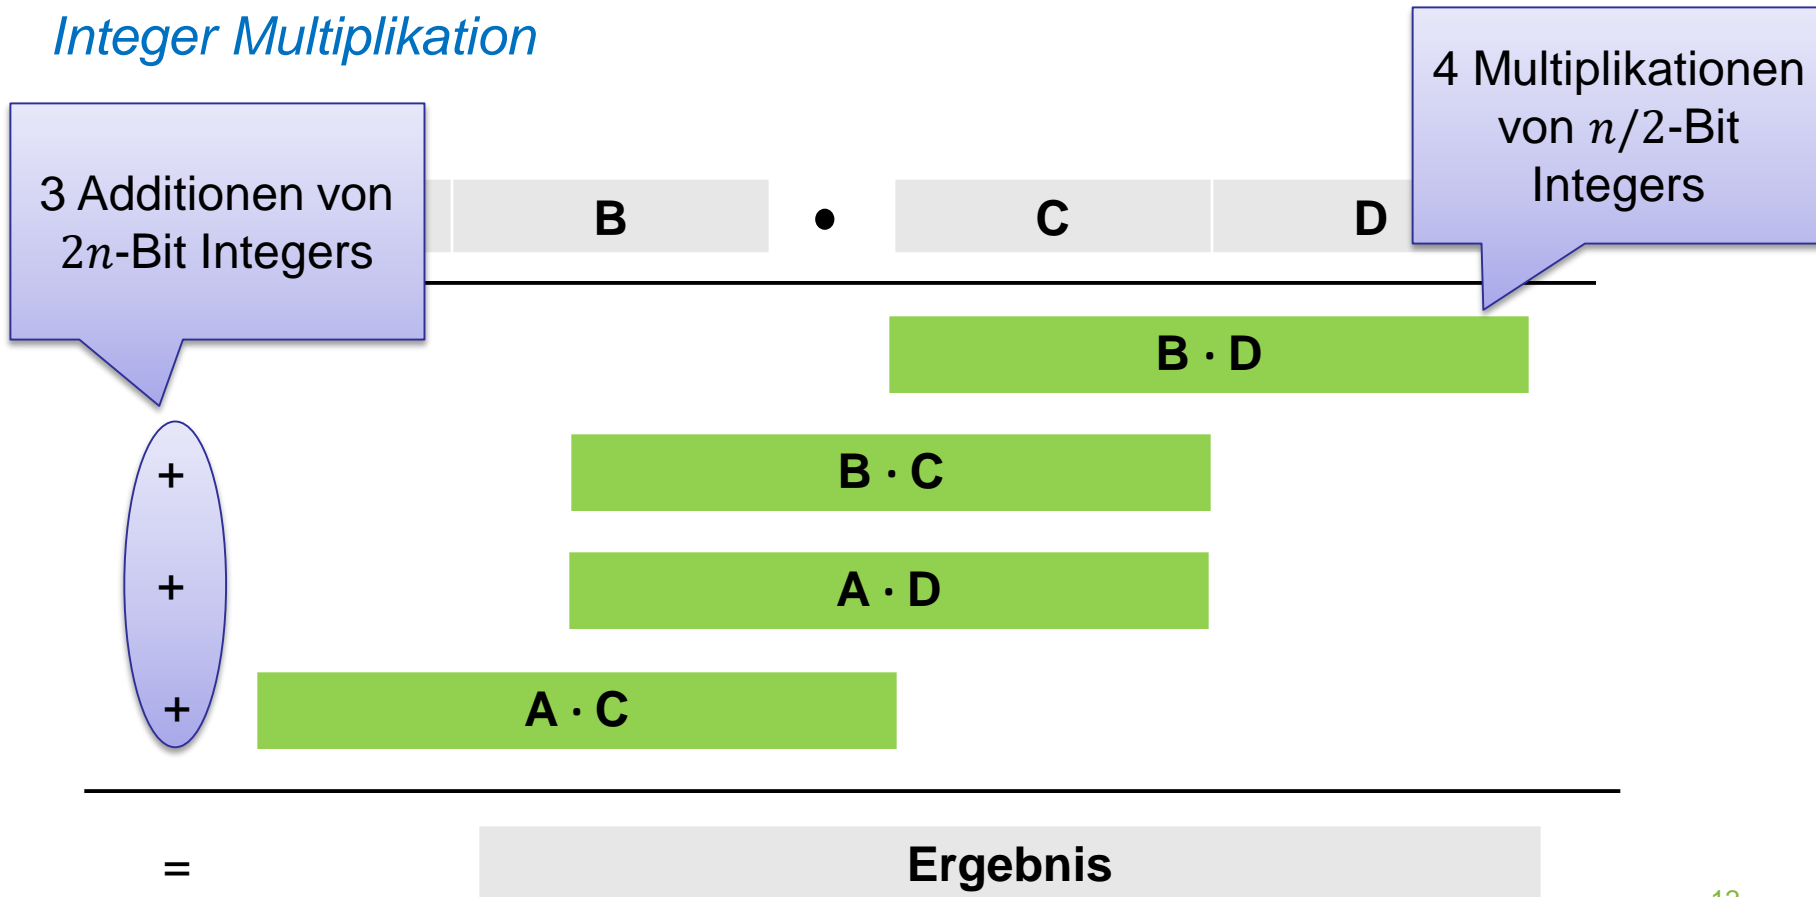 Integer Multiplikation
4 Multiplikationen
von n/2-Bit
Integers
3 Additionen von
2n-Bit Integers
B • C D
B · D
+ B · C
+ A · D
+ A · C
= Ergebnis